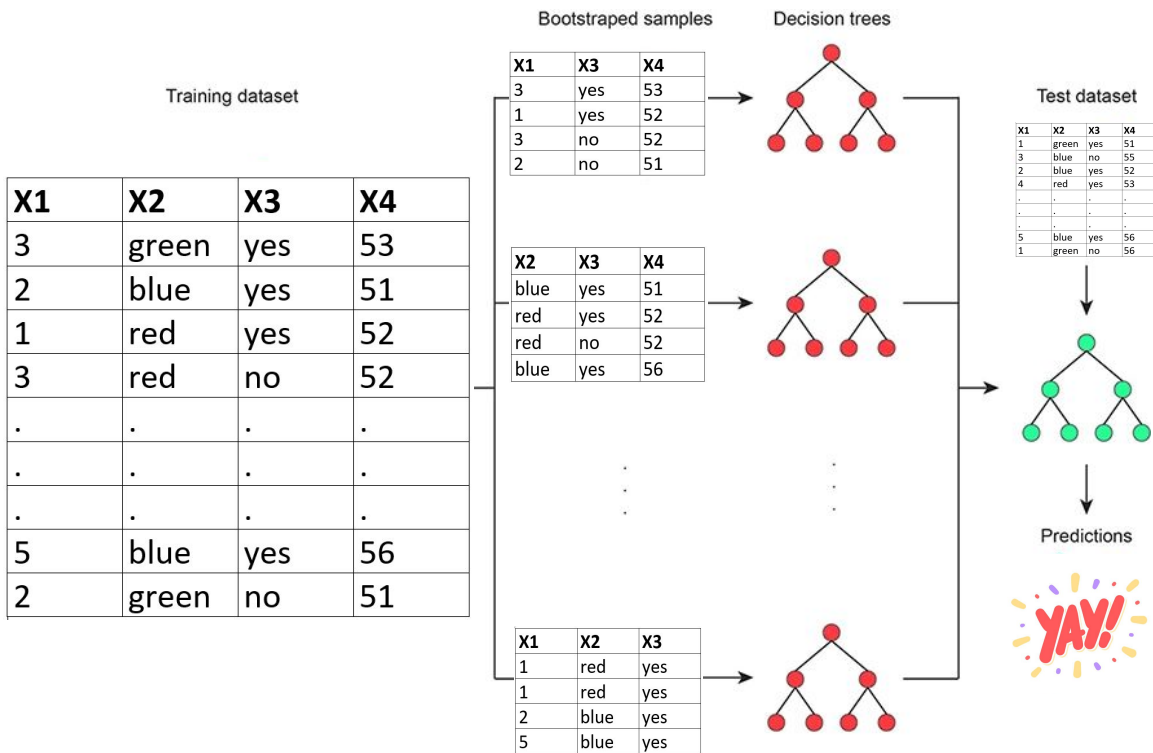 Training dataset
X1 X2 X3 X4
3 green yes 53
2 blue yes 51
1 red yes 52
3 red no 52
. . . .
. . . .
. . . .
5 blue yes 56
2 green no 51
Bootstraped samples
X1 X3 X4
3 yes 53
1 yes 52
3 no 52
2 no 51
X2 X3 X4
blue yes 51
red yes 52
red no 52
blue yes 56
.
.
.
X1 X2 X3
1 red yes
1 red yes
2 blue yes
5 blue yes
Decision trees
.
.
.
Test dataset
X1 X2 X3 X4
1 green yes 51
3 blue no 55
2 blue yes 52
4 red yes 53
. . . .
. . . .
. . . .
5 blue yes 56
1 green no 56
Predictions
YAY!